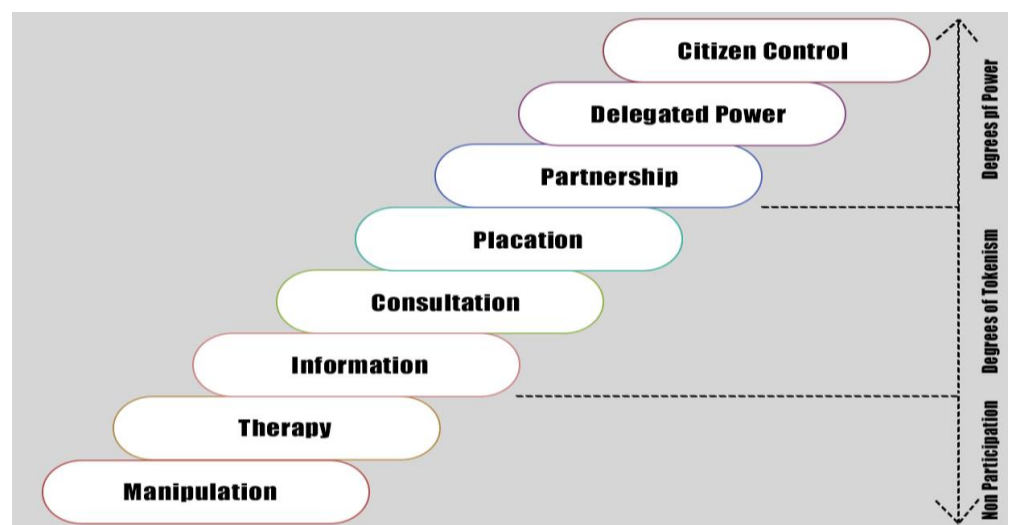 Citizen Control
Delegated Power
Partnership
Placation
Consultation
Information
Therapy
Manipulation
Degrees pf Power
Degrees of Tokenism
Non Participation